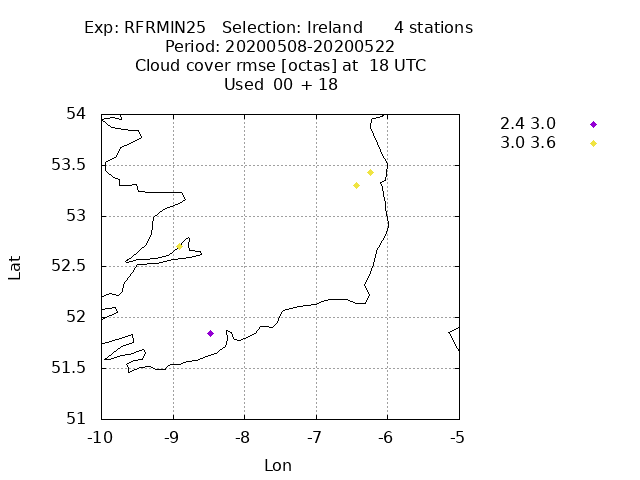 Exp: RFRMIN25 Selection: Ireland 4 stations
Period: 20200508-20200522
Cloud cover rmse [octas] at 18 UTC
Used 00 + 18
2.4 3.0
3.0 3.6
54
53.5
53
52.5
52
51.5
51
Lat
-10 -9 -8 -7 -6 -5
Lon